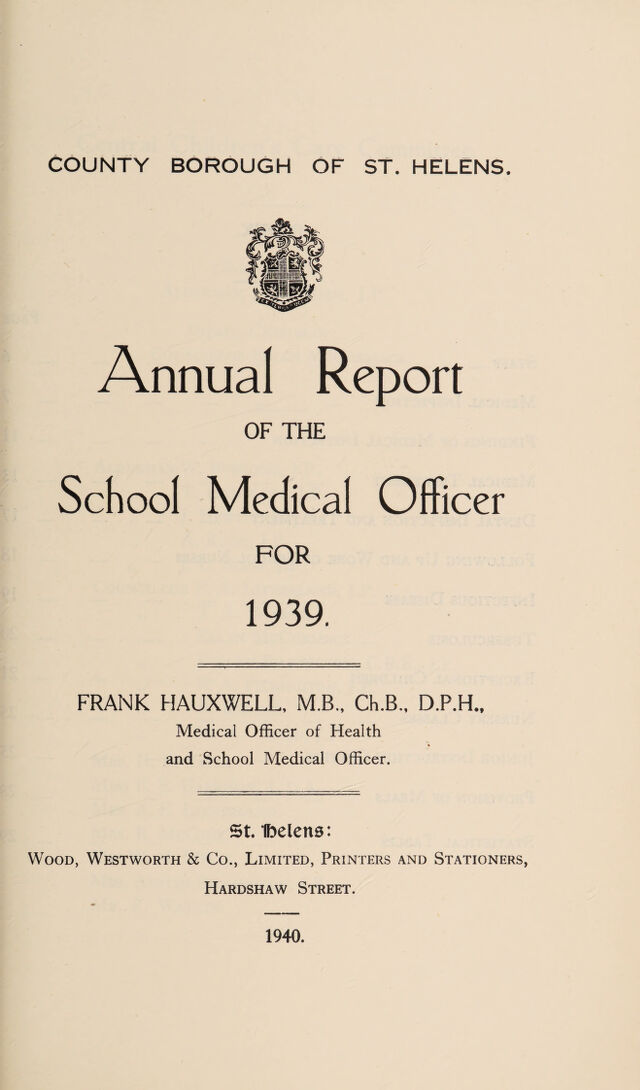 COUNTY BOROUGH OF ST. HELENS.
Annual Report
OF THE
School Medical Officer
FOR
1939.
FRANK HAUXWELL, M.B., Ch.B., D.P.H.,
Medical Officer of Health
and School Medical Officer.
St. Helens:
WOOD, WESTWORTH & CO., LIMITED, PRINTERS AND STATIONERS,
HARDSHAW STREET.
1940.